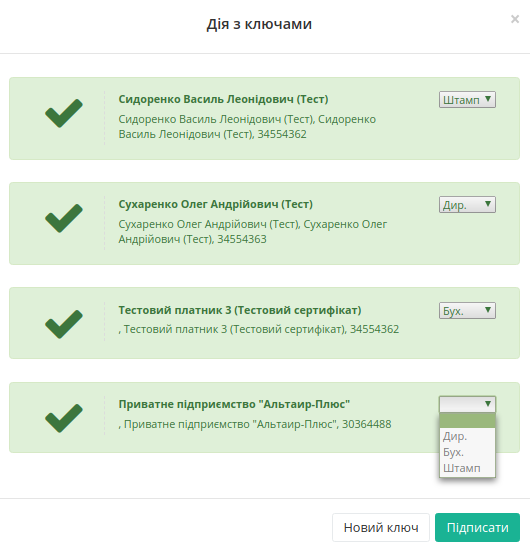 Дія з ключами
×
Сидоренко Василь Леонідович (Тест)
Штамп
Сидоренко Василь Леонідович (Тест), Сидоренко
Василь Леонідович (Тест), 34554362
Сухаренко Олег Андрійович (Тест)
Дир.
Сухаренко Олег Андрійович (Тест), Сухаренко Олег
Андрійович (Тест), 34554363
Тестовий платник 3 (Тестовий сертифікат)
Бух.
, Тестовий платник 3 (Тестовий сертифікат), 34554362
Приватне підприємство "Альтаир-Плюс"
, Приватне підприємство "Альтаир-Плюс", 30364488
Дир.
Бух.
Штамп
Новий ключ
Підписати